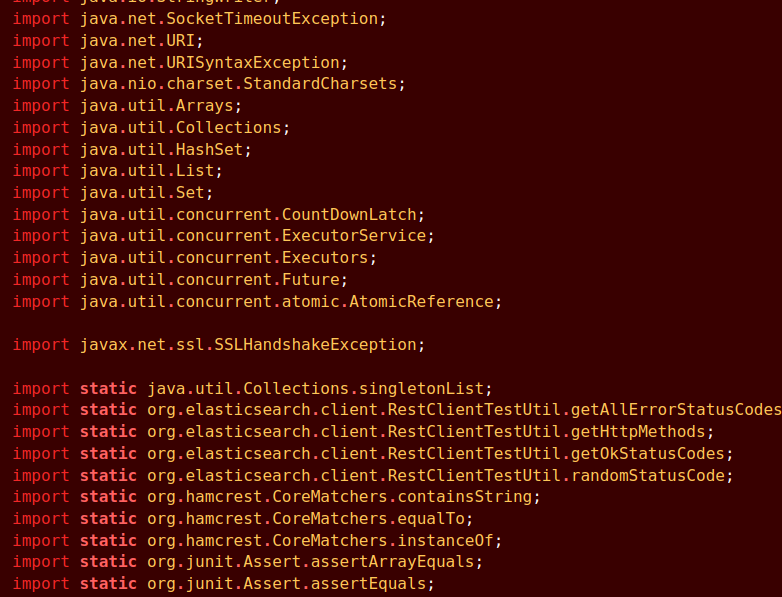 import java.io.StringWriter;
import java.net.SocketTimeoutException;
import java.net.URI;
import java.net.URISyntaxException;
import java.nio.charset.StandardCharsets;
import java.util.Arrays;
import java.util.Collections;
import java.util.HashSet;
import java.util.List;
import java.util.Set;
import java.util.concurrent.CountDownLatch;
import java.util.concurrent.ExecutorService;
import java.util.concurrent.Executors;
import java.util.concurrent.Future;
import java.util.concurrent.atomic.AtomicReference;
import javax.net.ssl.SSLHandshakeException;
import static java.util.Collections.singletonList;
import static org.elasticsearch.client.RestClientTestUtil.getAllErrorStatusCodes
import static org.elasticsearch.client.RestClientTestUtil.getHttpMethods;
import static org.elasticsearch.client.RestClientTestUtil.getOkStatusCodes;
import static org.elasticsearch.client.RestClientTestUtil.randomStatusCode;
import static org.hamcrest.CoreMatchers.containsString;
import static org.hamcrest.CoreMatchers.equalTo;
import static org.hamcrest.CoreMatchers.instanceOf;
import static org.junit.Assert.assertArrayEquals;
import static org.junit.Assert.assertEquals;